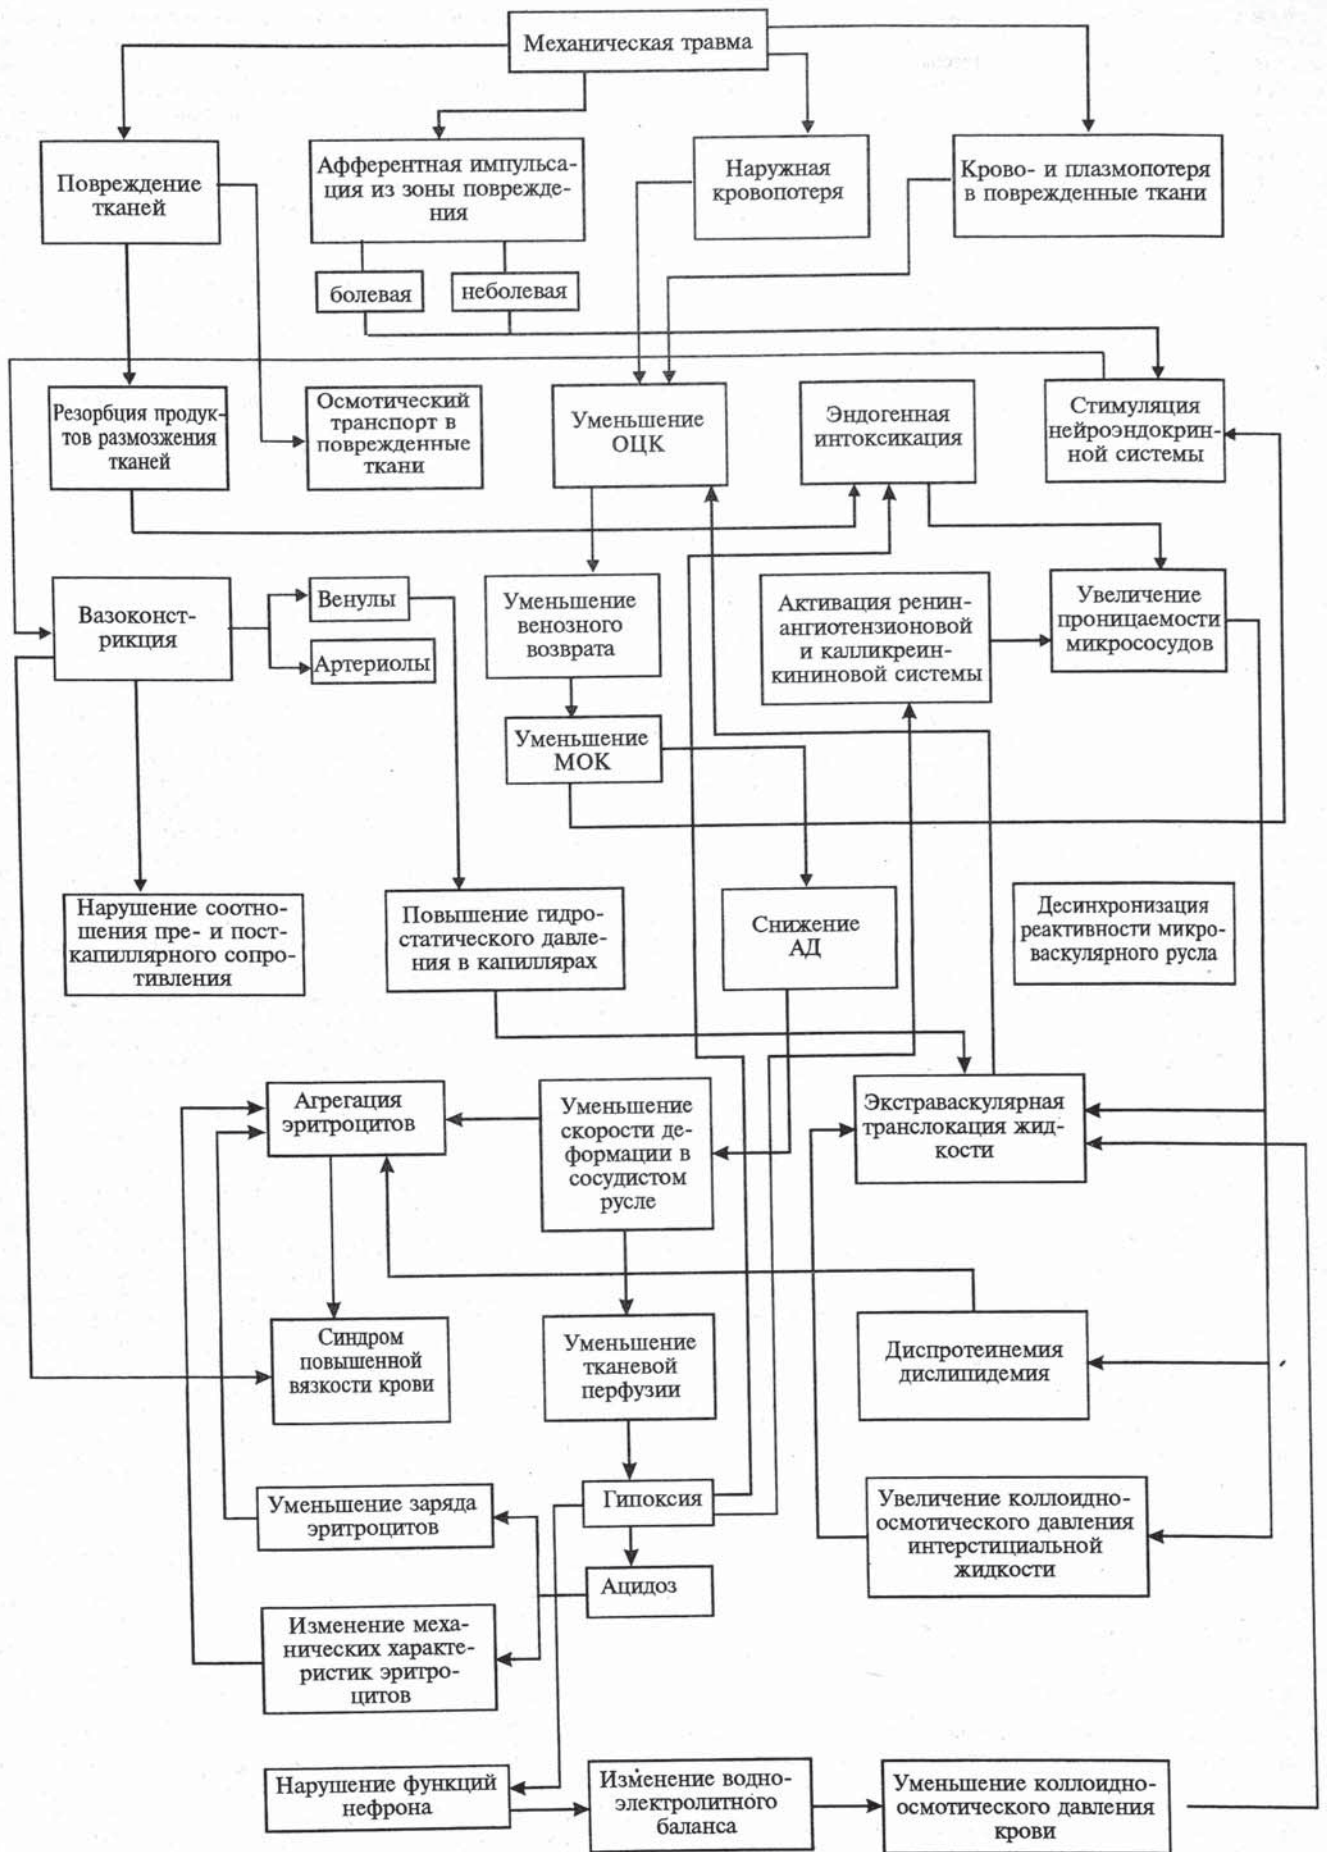 Механическая травма
Повреждение
тканей
Афферентная импульса-
ция из зоны поврежде-
ния
Наружная
кровопотеря
Крово- и плазмопотеря
в поврежденные ткани
болевая
неболевая
Резорбция продук-
тов размозжения
тканей
Осмотический
транспорт в
поврежденные
ткани
Уменьшение
ОЦК
Эндогенная
интоксикация
Стимуляция
нейроэндокрин-
ной системы
Вазоконст-
рикция
Венулы
Артериолы
Уменьшение
венозного
возврата
Активация ренин-
ангиотензионовой
и калликреин-
кининовой системы
Увеличение
проницаемости
микрососудов
Уменьшение
МОК
Нарушение соотно-
шения пре- и пост-
капиллярного сопро-
тивления
Повышение гидро-
статического давле-
ния в капиллярах
Снижение
АД
Десинхронизация
реактивности микро-
васкулярного русла
Агрегация
эритроцитов
Уменьшение
скорости де-
формации в
сосудистом
русле
Экстраваскулярная
транслокация жид-
кости
Синдром
повышенной
вязкости крови
Уменьшение
тканевой
перфузии
Диспротеинемия
дислипидемия
Уменьшение заряда
эритроцитов
Гипоксия
Увеличение коллоидно-
осмотического давления
интерстициальной
жидкости
Ацидоз
Изменение меха-
нических характе-
ристик эритро-
цитов
Нарушение функций
нефрона
Изменение водно-
электролитного
баланса
Уменьшение коллоидно-
осмотического давления
крови